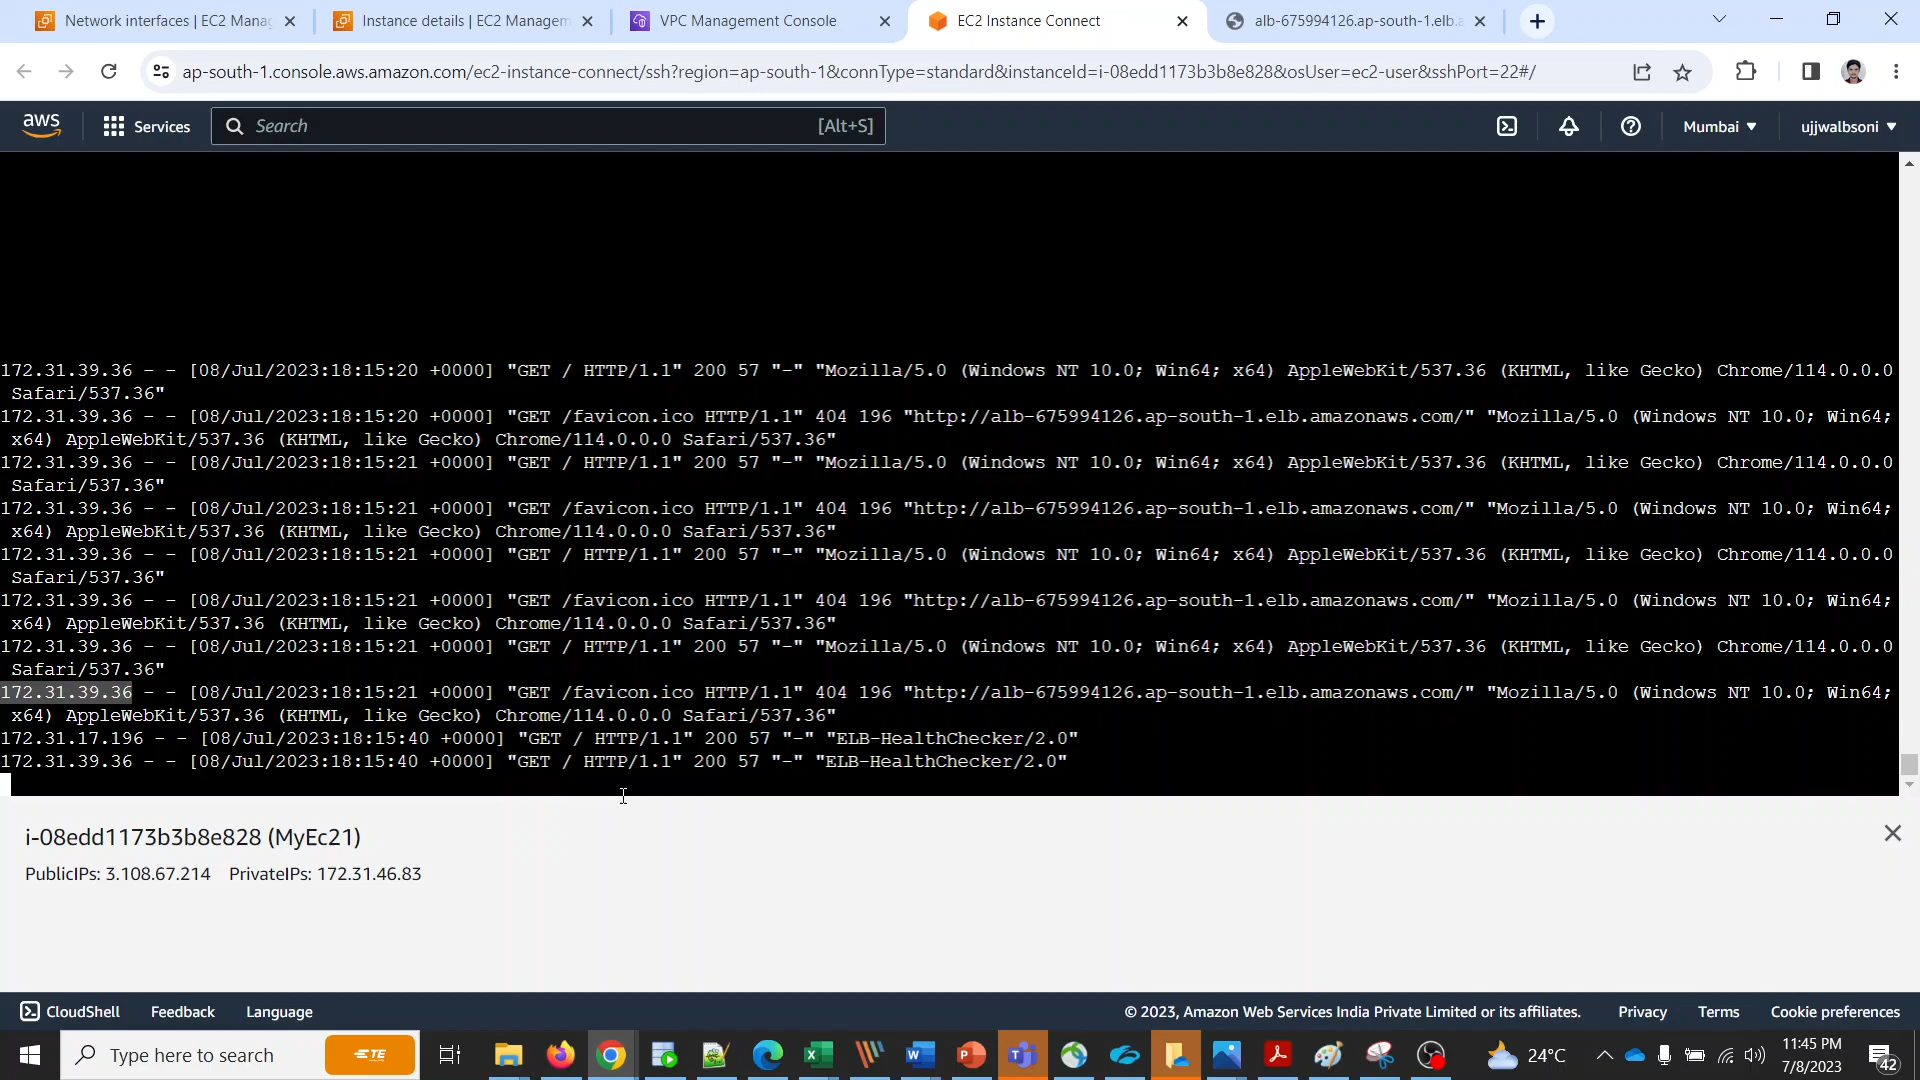 Network interfaces | EC2 Manag
Instance details | EC2 Managem
VPC Management Console
EC2 Instance Connect
alb-675994126.ap-south-1.elb.a
ap-south-1.console.aws.amazon.com/ec2-instance-connect/ssh?region=ap-south-1&connType=standard&instanceId=i-08edd1173b3b8e828&osUser=ec2-user&sshPort=22#/
aws
Services
Search
[Alt+S]
Mumbai
ujjwalbsoni
172.31.39.36 - - [08/Jul/2023:18:15:20 +0000] "GET / HTTP/1.1" 200 57 "-" "Mozilla/5.0 (Windows NT 10.0; Win64; x64) AppleWebKit/537.36 (KHTML, like Gecko) Chrome/114.0.0.0
Safari/537.36"
172.31.39.36 - - [08/Jul/2023:18:15:20 +0000] "GET /favicon.ico HTTP/1.1" 404 196 "http://alb-675994126.ap-south-1.elb.amazonaws.com/" "Mozilla/5.0 (Windows NT 10.0; Win64;
x64) AppleWebKit/537.36 (KHTML, like Gecko) Chrome/114.0.0.0 Safari/537.36"
172.31.39.36 - - [08/Jul/2023:18:15:21 +0000] "GET / HTTP/1.1" 200 57 "-" "Mozilla/5.0 (Windows NT 10.0; Win64; x64) AppleWebKit/537.36 (KHTML, like Gecko) Chrome/114.0.0.0
Safari/537.36"
172.31.39.36 - - [08/Jul/2023:18:15:21 +0000] "GET /favicon.ico HTTP/1.1" 404 196 "http://alb-675994126.ap-south-1.elb.amazonaws.com/" "Mozilla/5.0 (Windows NT 10.0; Win64;
x64) AppleWebKit/537.36 (KHTML, like Gecko) Chrome/114.0.0.0 Safari/537.36"
172.31.39.36 - - [08/Jul/2023:18:15:21 +0000] "GET / HTTP/1.1" 200 57 "-" "Mozilla/5.0 (Windows NT 10.0; Win64; x64) AppleWebKit/537.36 (KHTML, like Gecko) Chrome/114.0.0.0
Safari/537.36"
172.31.39.36 - - [08/Jul/2023:18:15:21 +0000] "GET /favicon.ico HTTP/1.1" 404 196 "http://alb-675994126.ap-south-1.elb.amazonaws.com/" "Mozilla/5.0 (Windows NT 10.0; Win64;
x64) AppleWebKit/537.36 (KHTML, like Gecko) Chrome/114.0.0.0 Safari/537.36"
172.31.39.36 - - [08/Jul/2023:18:15:21 +0000] "GET / HTTP/1.1" 200 57 "-" "Mozilla/5.0 (Windows NT 10.0; Win64; x64) AppleWebKit/537.36 (KHTML, like Gecko) Chrome/114.0.0.0
Safari/537.36"
172.31.39.36 - - [08/Jul/2023:18:15:21 +0000] "GET /favicon.ico HTTP/1.1" 404 196 "http://alb-675994126.ap-south-1.elb.amazonaws.com/" "Mozilla/5.0 (Windows NT 10.0; Win64;
x64) AppleWebKit/537.36 (KHTML, like Gecko) Chrome/114.0.0.0 Safari/537.36"
172.31.17.196 - - [08/Jul/2023:18:15:40 +0000] "GET / HTTP/1.1" 200 57 "-" "ELB-HealthChecker/2.0"
172.31.39.36 - - [08/Jul/2023:18:15:40 +0000] "GET / HTTP/1.1" 200 57 "-" "ELB-HealthChecker/2.0"
i-08edd1173b3b8e828 (MyEc21)
PublicIPs: 3.108.67.214 PrivateIPs: 172.31.46.83
CloudShell
Feedback
Language
© 2023, Amazon Web Services India Private Limited or its affiliates.
Privacy
Terms
Cookie preferences
Type here to search
24°C
11:45 PM
7/8/2023
42